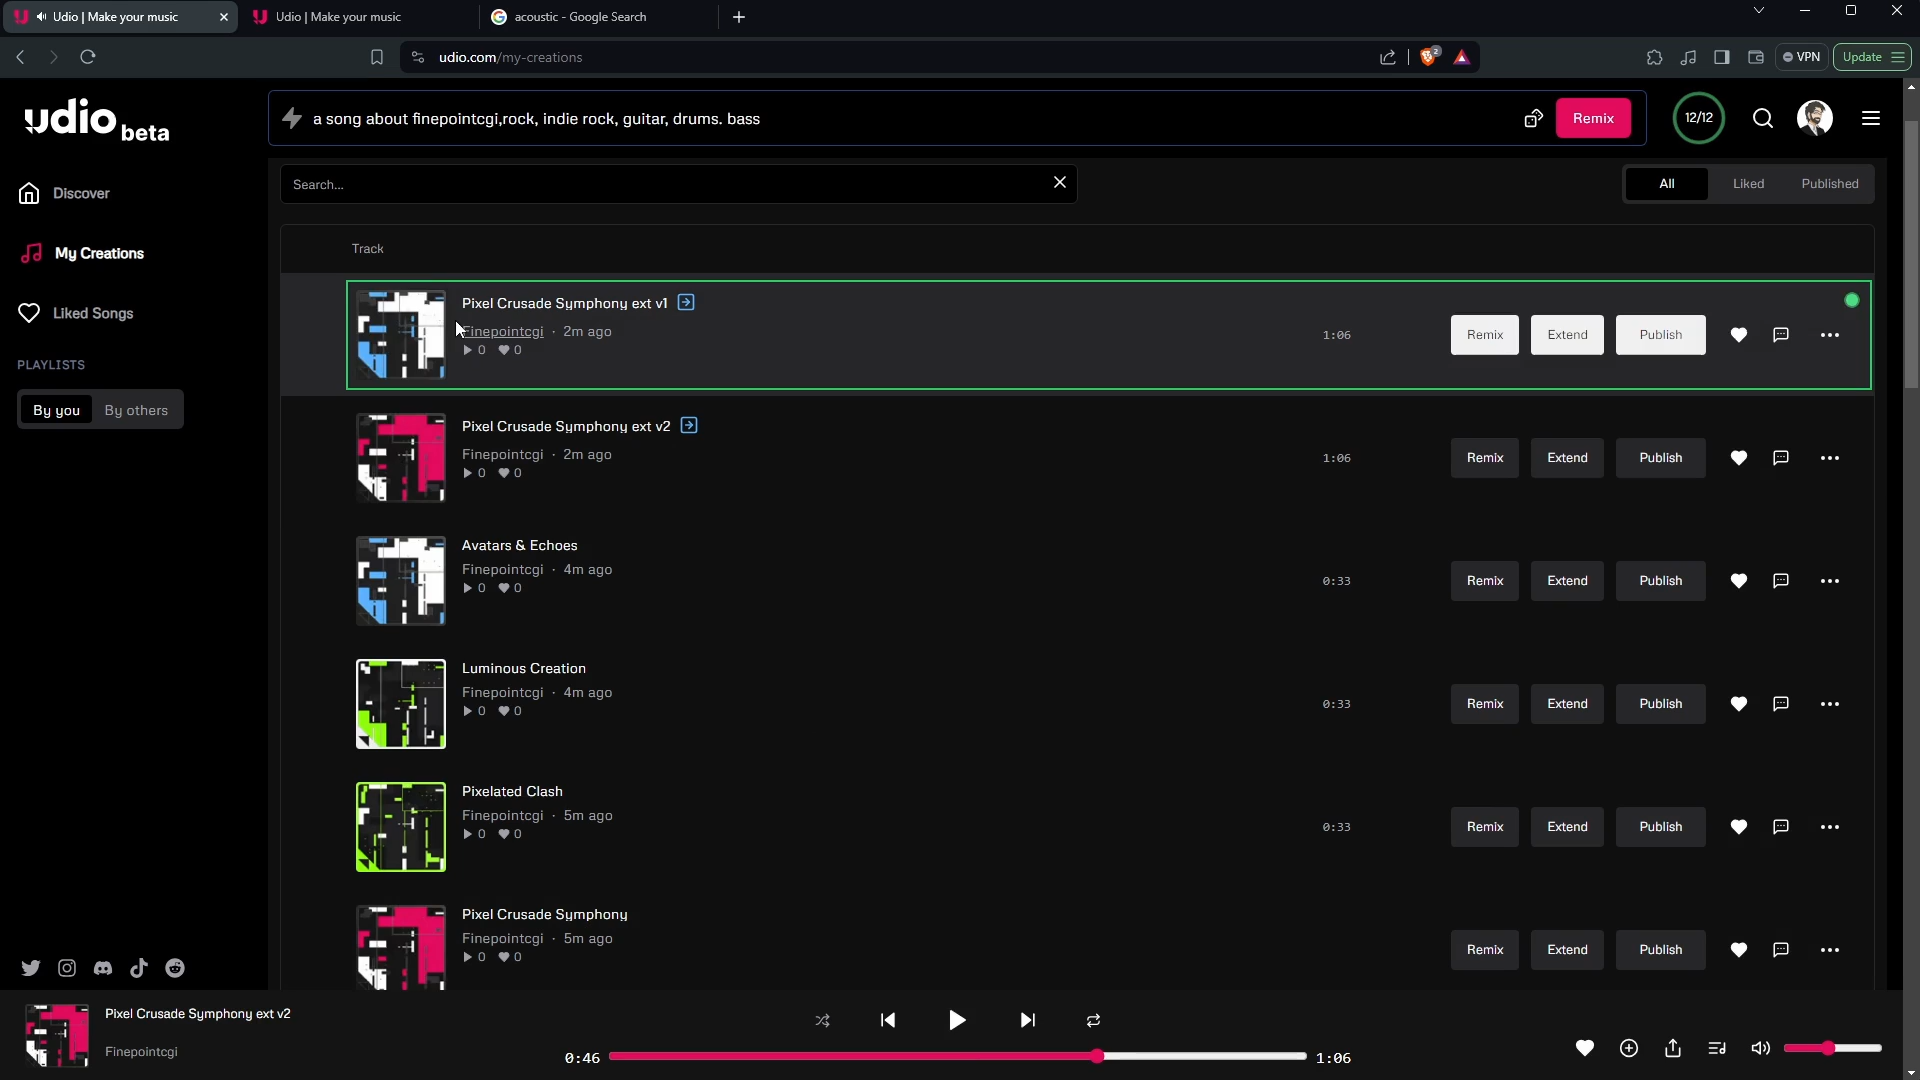 Udio | Make your music
Udio | Make your music
acoustic - Google Search
udio.com/my-creations
2
VPN
Update
udio beta
a song about finepointcgi,rock, indie rock, guitar, drums. bass
Remix
12/12
Discover
My Creations
Liked Songs
PLAYLISTS
By you
By others
Search...
All
Liked
Published
Track
Pixel Crusade Symphony ext v1
Finepointcgi · 2m ago
0 0
1:06
Remix
Extend
Publish
Pixel Crusade Symphony ext v2
Finepointcgi · 2m ago
0 0
1:06
Remix
Extend
Publish
Avatars & Echoes
Finepointcgi · 4m ago
0 0
0:33
Remix
Extend
Publish
Luminous Creation
Finepointcgi · 4m ago
0 0
0:33
Remix
Extend
Publish
Pixelated Clash
Finepointcgi · 5m ago
0 0
0:33
Remix
Extend
Publish
Pixel Crusade Symphony
Finepointcgi · 5m ago
0 0
Remix
Extend
Publish
Pixel Crusade Symphony ext v2
Finepointcgi
0:46
1:06